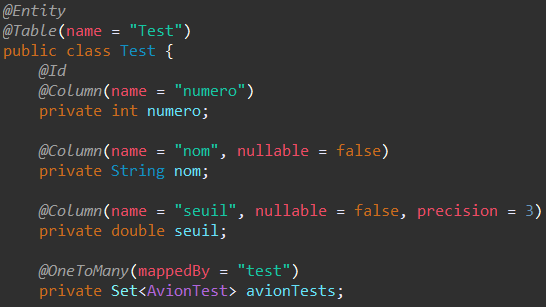 @Entity
@Table(name = "Test")
public class Test {
    @Id
    @Column(name = "numero")
    private int numero;

    @Column(name = "nom", nullable = false)
    private String nom;

    @Column(name = "seuil", nullable = false, precision = 3)
    private double seuil;

    @OneToMany(mappedBy = "test")
    private Set<AvionTest> avionTests;